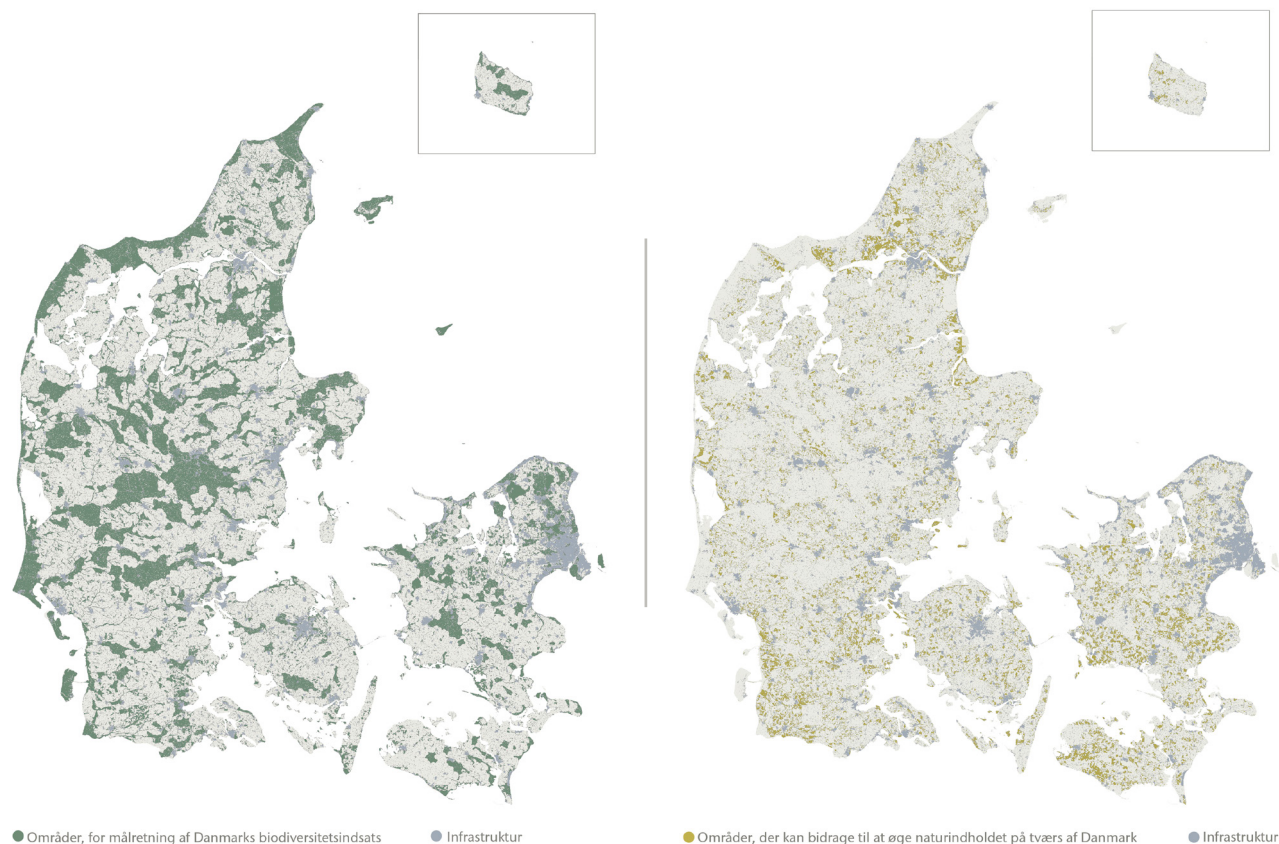 Områder, for målretning af Danmarks biodiversitetsindsats
Infrastruktur
Områder, der kan bidrage til at øge naturindholdet på tværs af Danmark
Infrastruktur